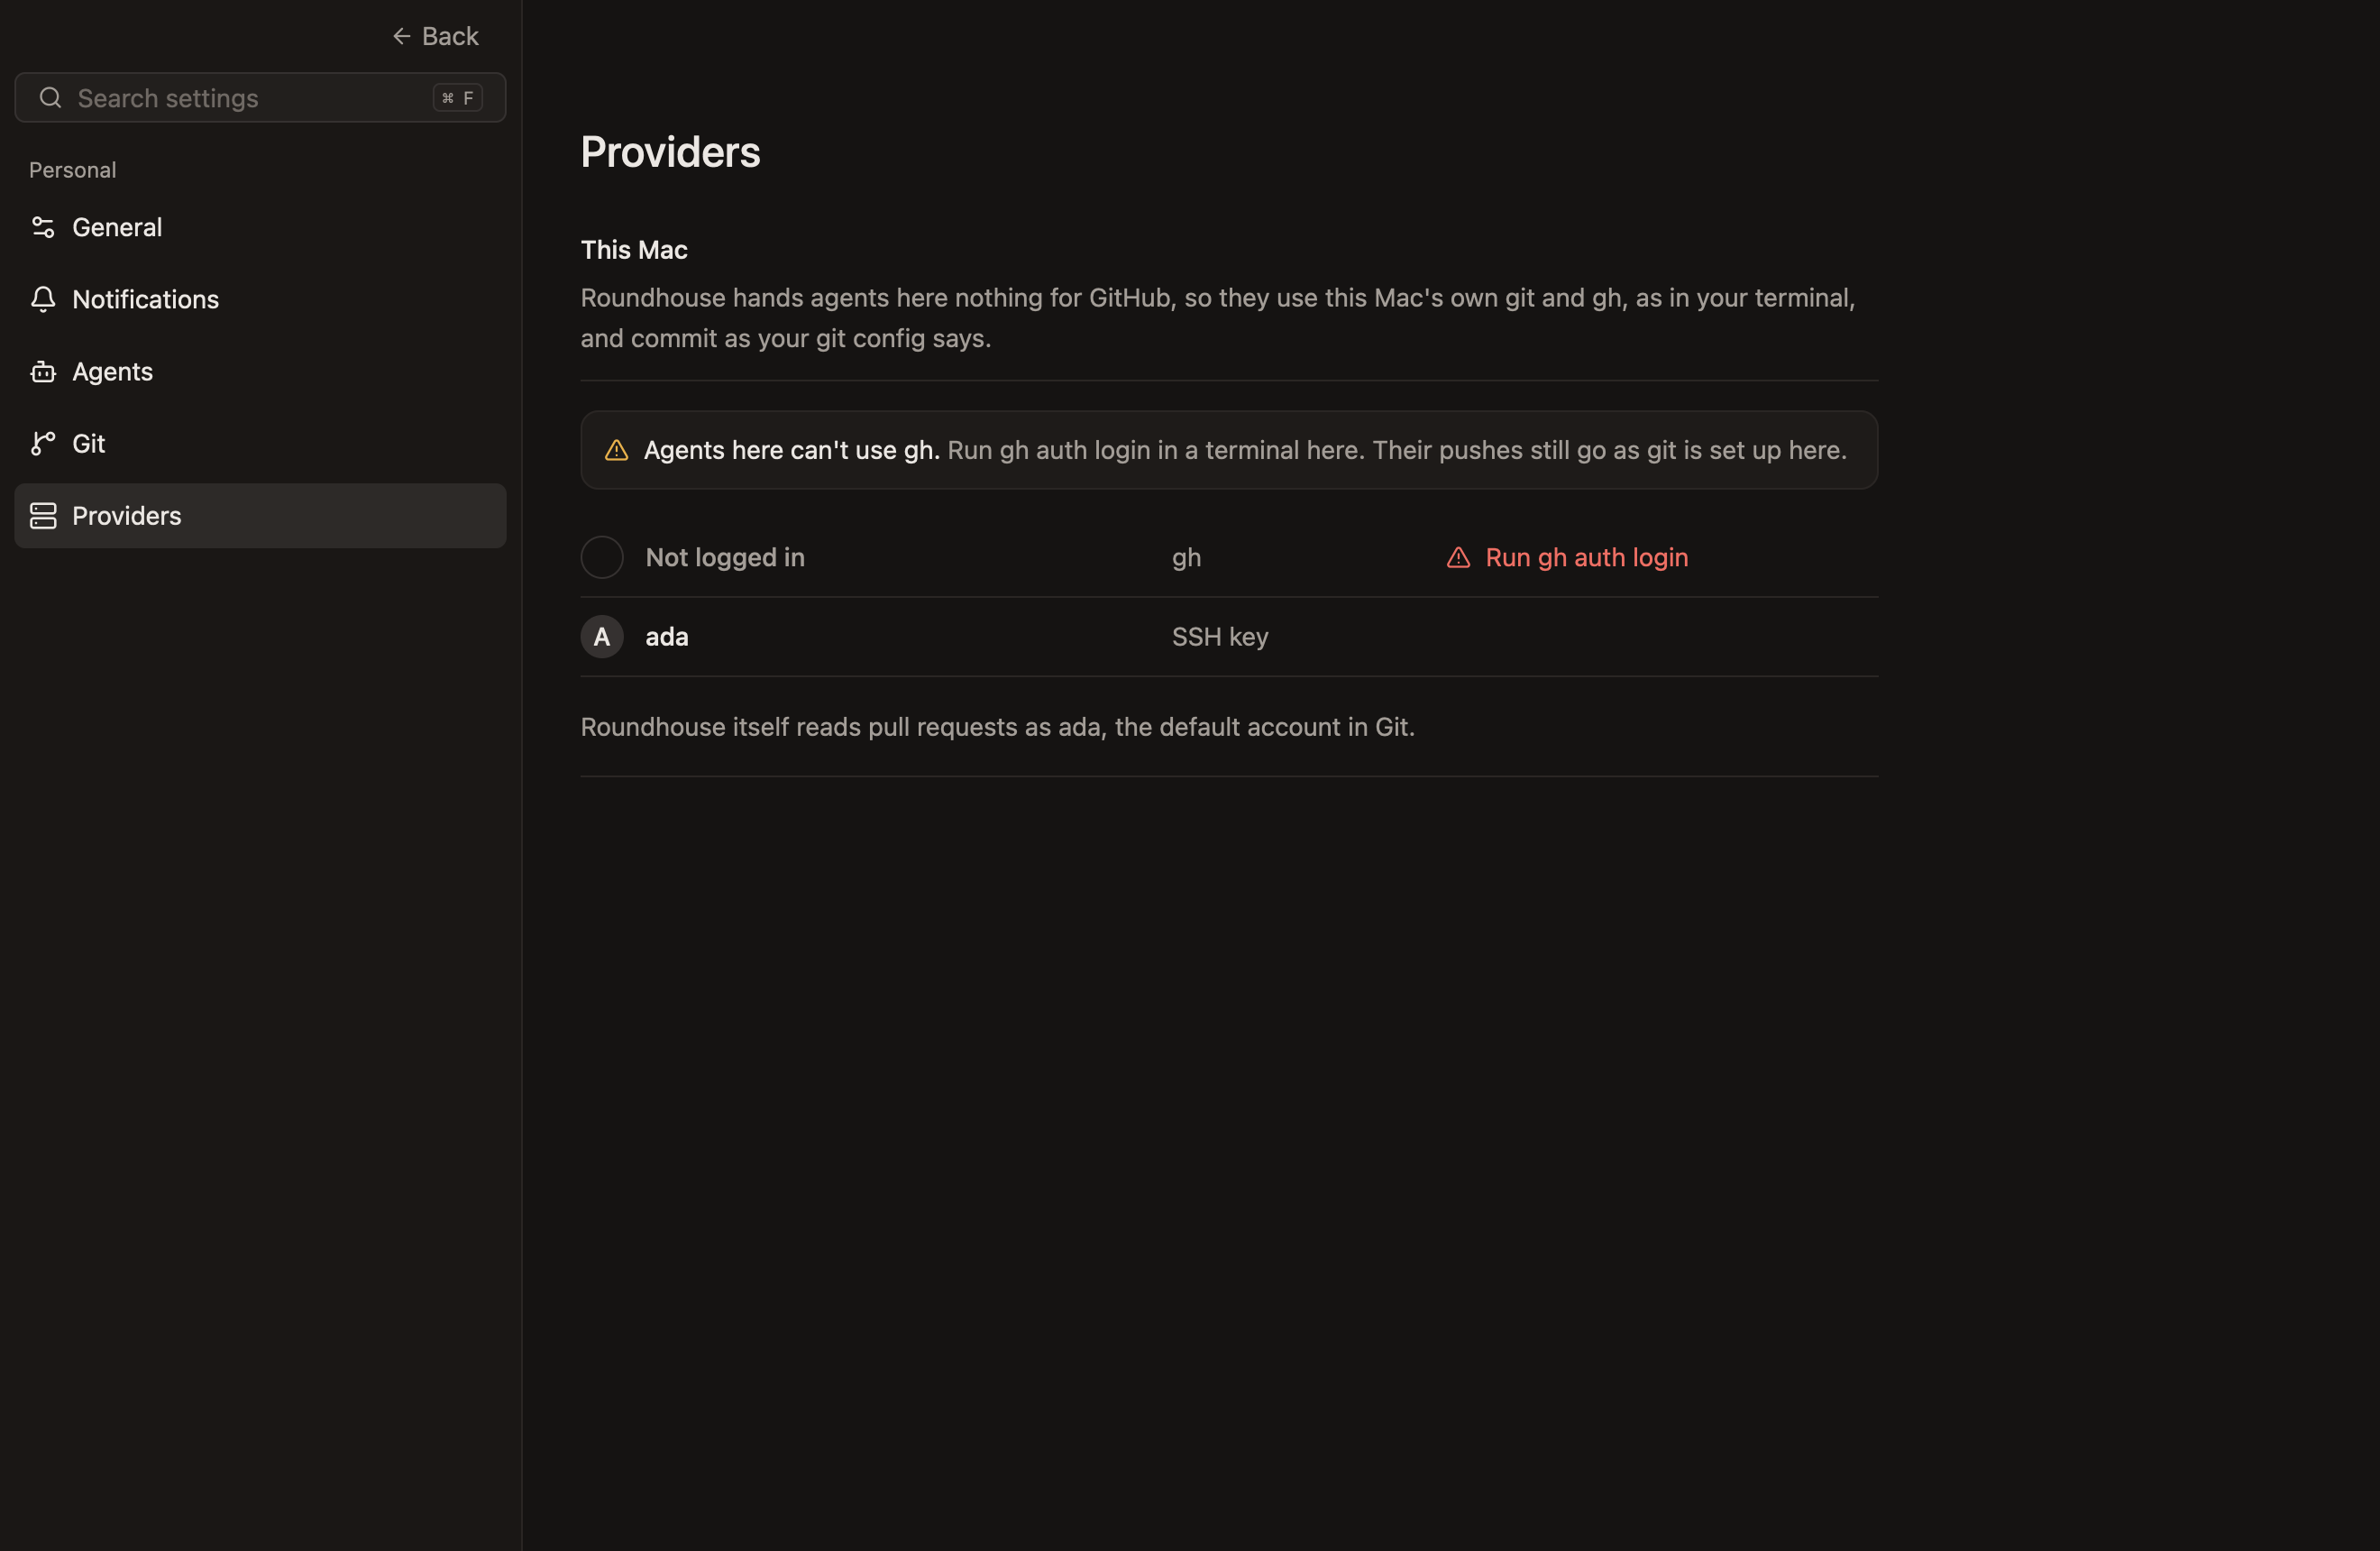 Back
Search settings
⌘ F
Personal
General
Notifications
Agents
Git
Providers
Providers
This Mac
Roundhouse hands agents here nothing for GitHub, so they use this Mac's own git and gh, as in your terminal,
and commit as your git config says.
Agents here can't use gh. Run gh auth login in a terminal here. Their pushes still go as git is set up here.
Not logged in
gh
Run gh auth login
A
ada
SSH key
Roundhouse itself reads pull requests as ada, the default account in Git.